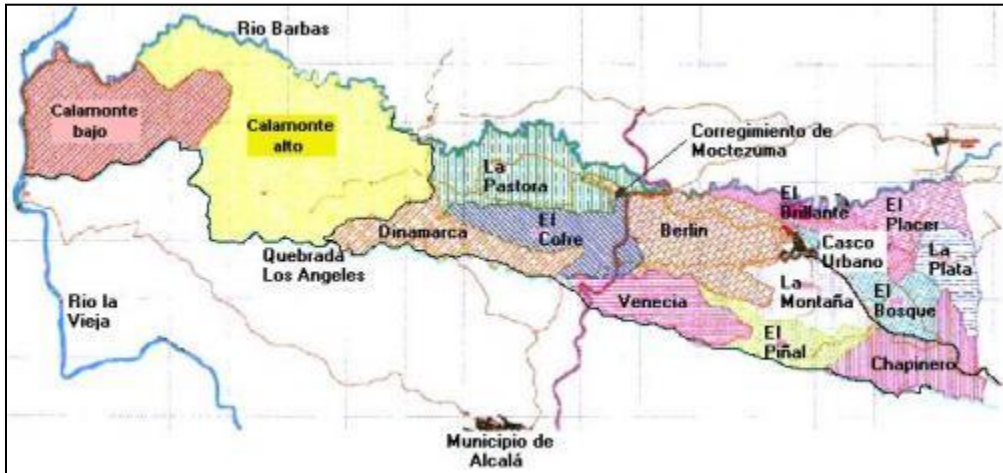 Rio Barbas
Calamonte
bajo
Calamonte
alto
Corregimiento de
Moctezuma
La
Pastora
El
Brillante
El
Placer
Dinamarca
El
Cofre
Berlin
Casco
Urbano
La
Plata
Quebrada
Los Angeles
La
Montaña
El
Bosque
Rio la
Vieja
Venecia
El
Piñal
Chapinero
Municipio de
Alcalá